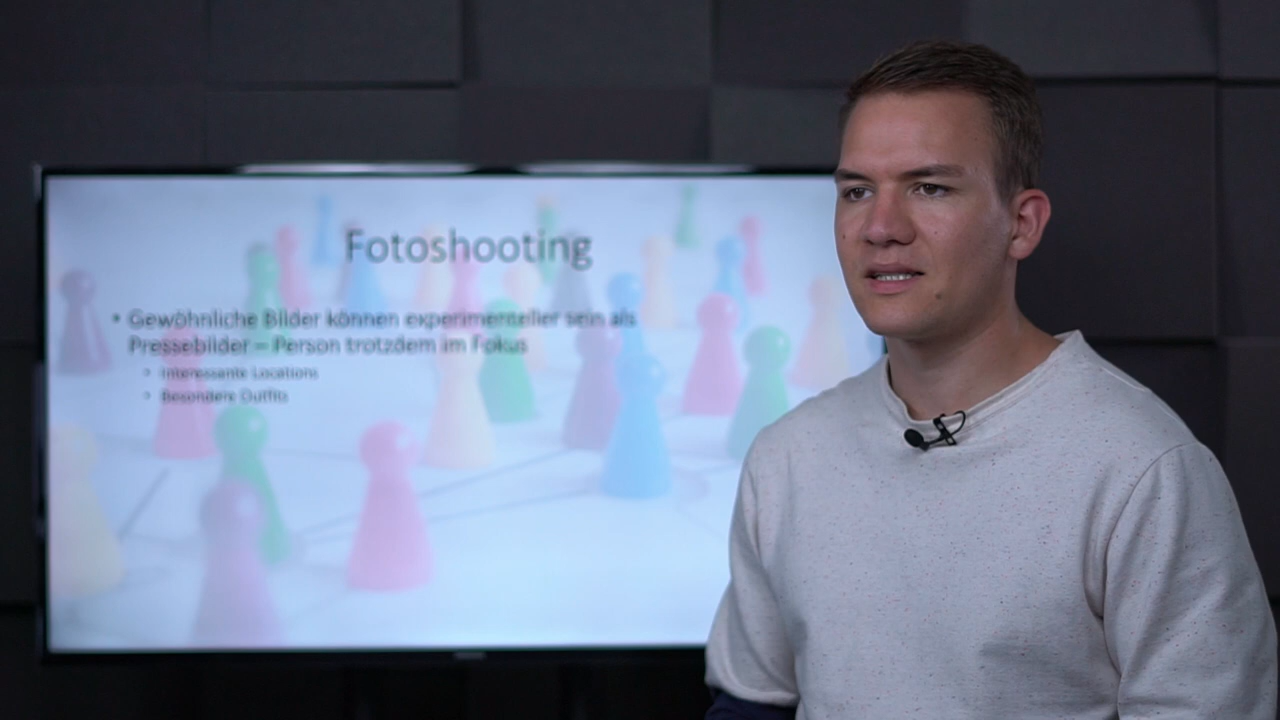 Fotoshooting
• Gewöhnliche Bilder können experimenteller sein als
Pressebilder – Person trotzdem im Fokus
• Interessante Locations
• Besondere Outfits